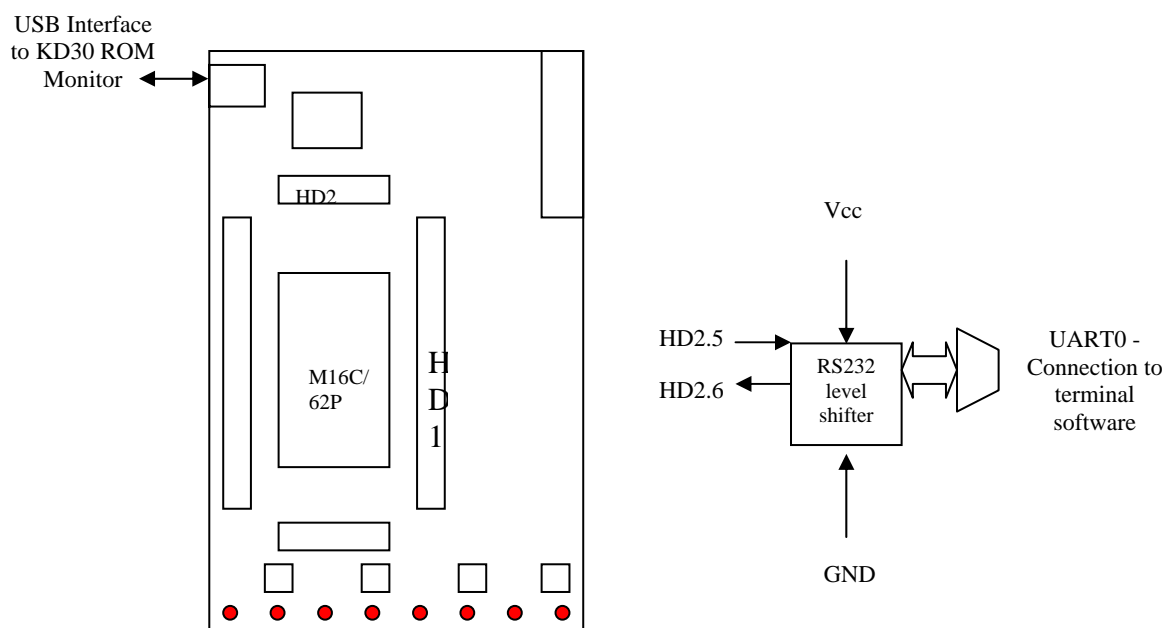 USB Interface
to KD30 ROM
Monitor
HD2
M16C/
62P
H
D
1
Vcc
HD2.5
HD2.6
RS232
level
shifter
UART0 -
Connection to
terminal
software
GND